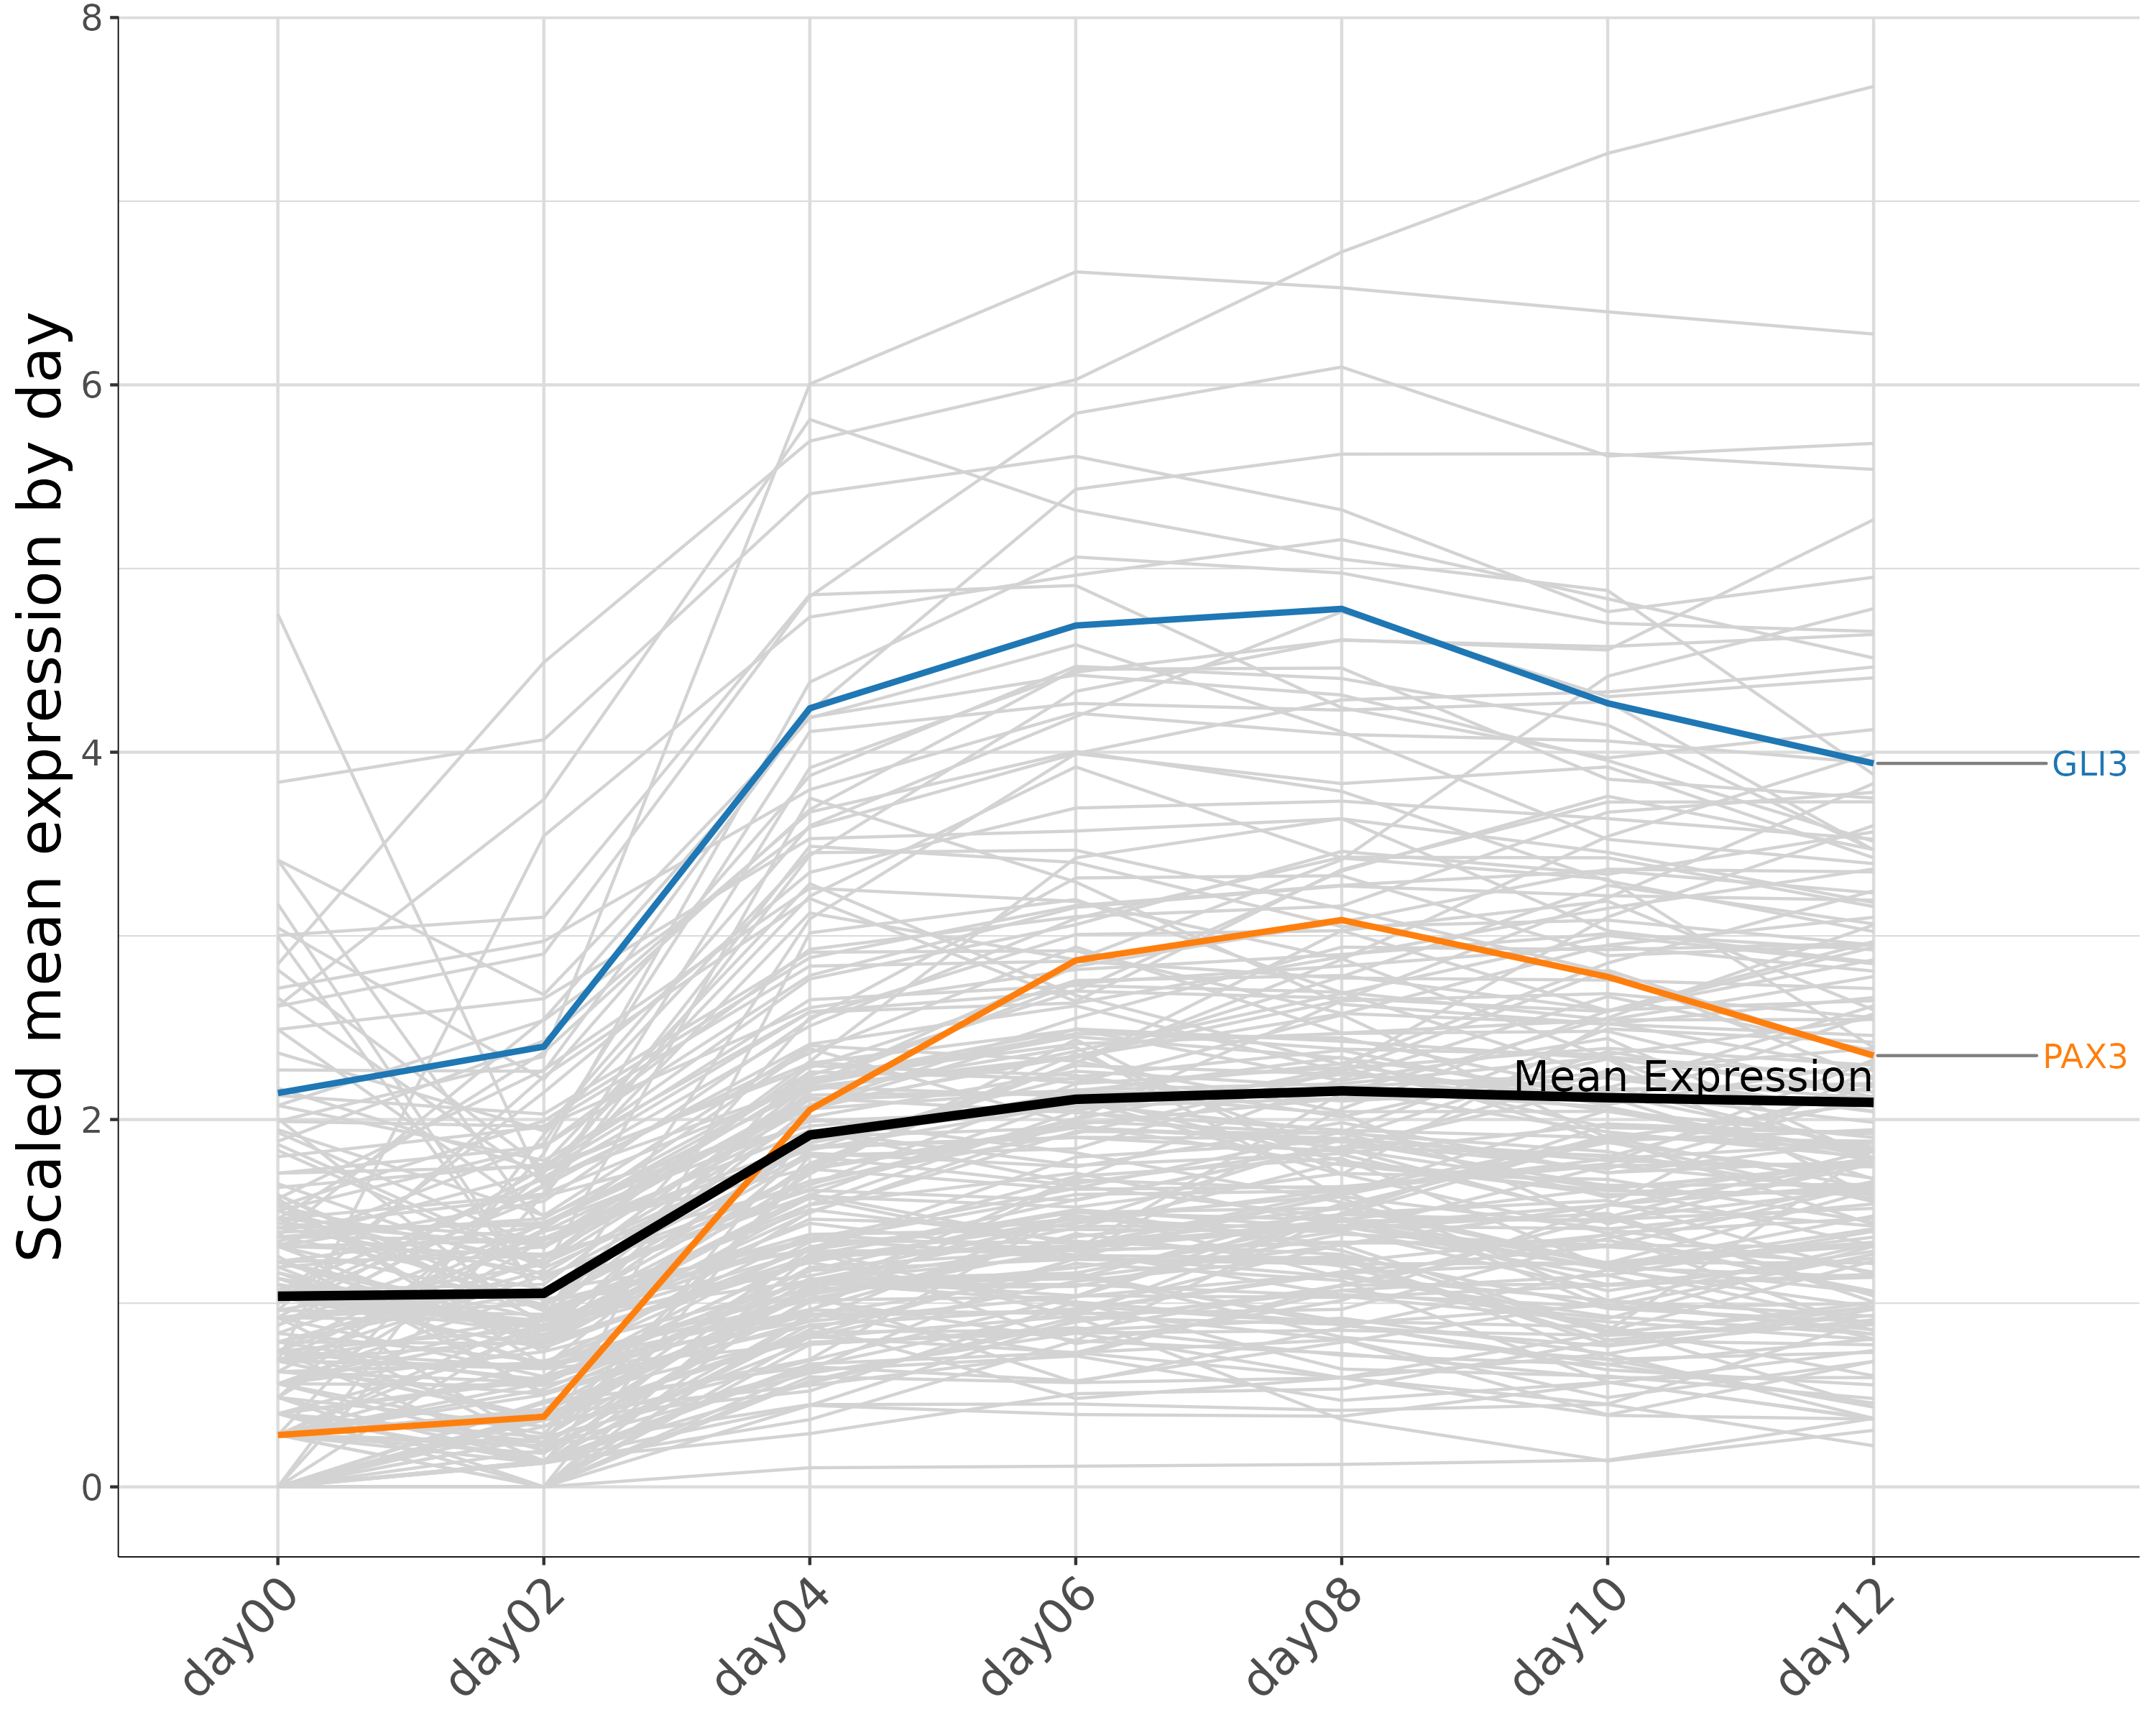 Scaled mean expression by day
8
6
4
2
0
GLI3
PAX3
Mean Expression
day00
day02
day04
day06
day08
day10
day12